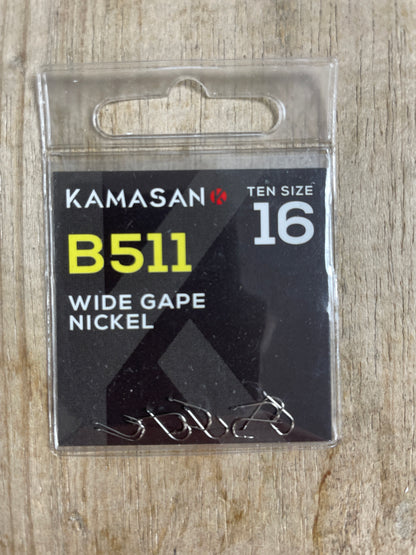 KAMASAN K
TEN SIZE
16
B511
WIDE GAPE
NICKEL